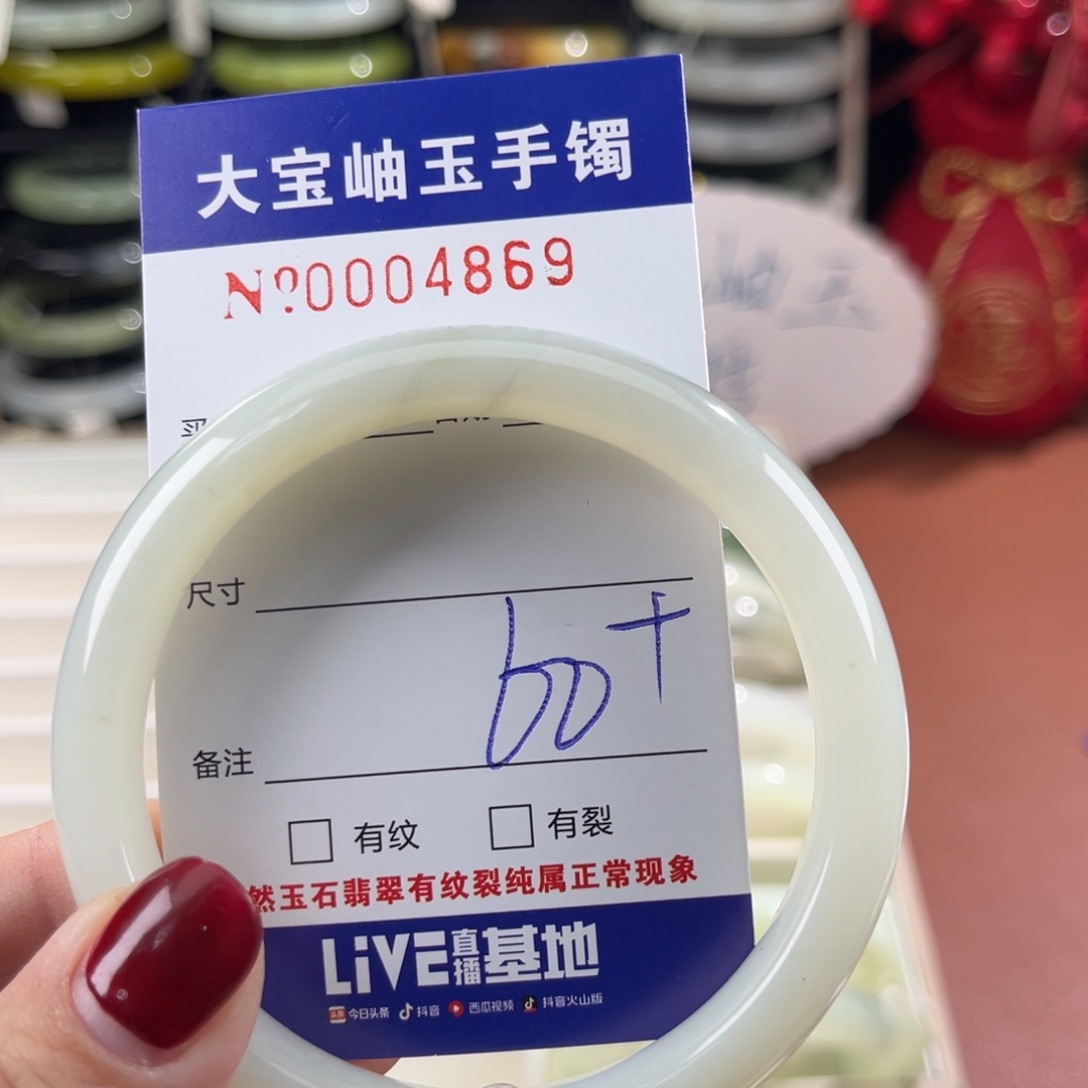 大宝岫玉手镯
Nº0004869
尺寸
60+
备注
有纹 有裂
然玉石翡翠有纹裂纯属正常现象
LiVE直播基地
今日头条 抖音 西瓜视频 抖音火山版